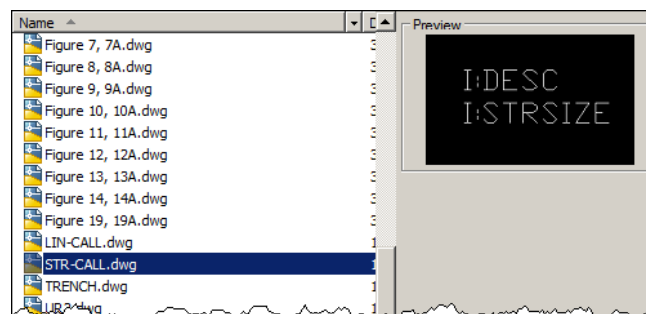 Name
Figure 7, 7A.dwg
Figure 8, 8A.dwg
Figure 9, 9A.dwg
Figure 10, 10A.dwg
Figure 11, 11A.dwg
Figure 12, 12A.dwg
Figure 13, 13A.dwg
Figure 14, 14A.dwg
Figure 19, 19A.dwg
LIN-CALL.dwg
STR-CALL.dwg
TRENCH.dwg
Preview
I:DESC
I:STRSIZE